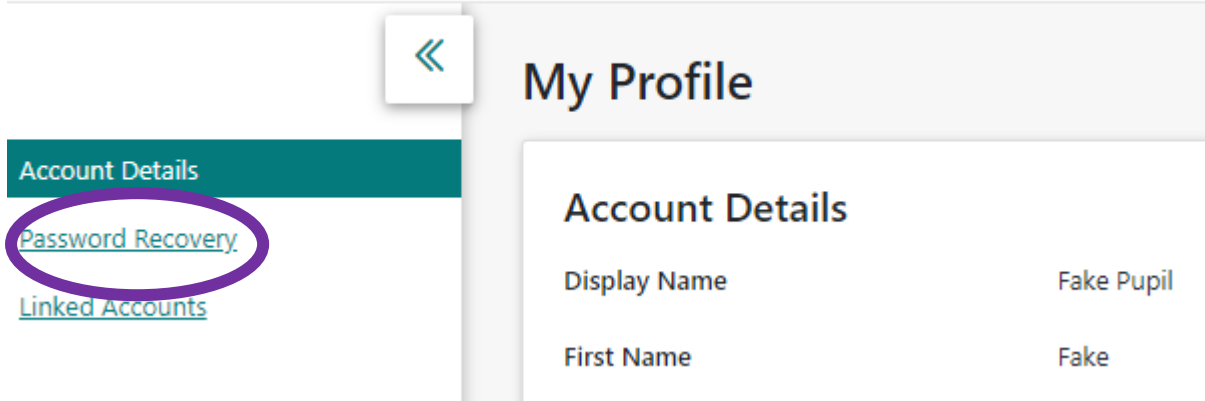 My Profile
Account Details
Password Recovery
Linked Accounts
Account Details
Display Name Fake Pupil
First Name Fake